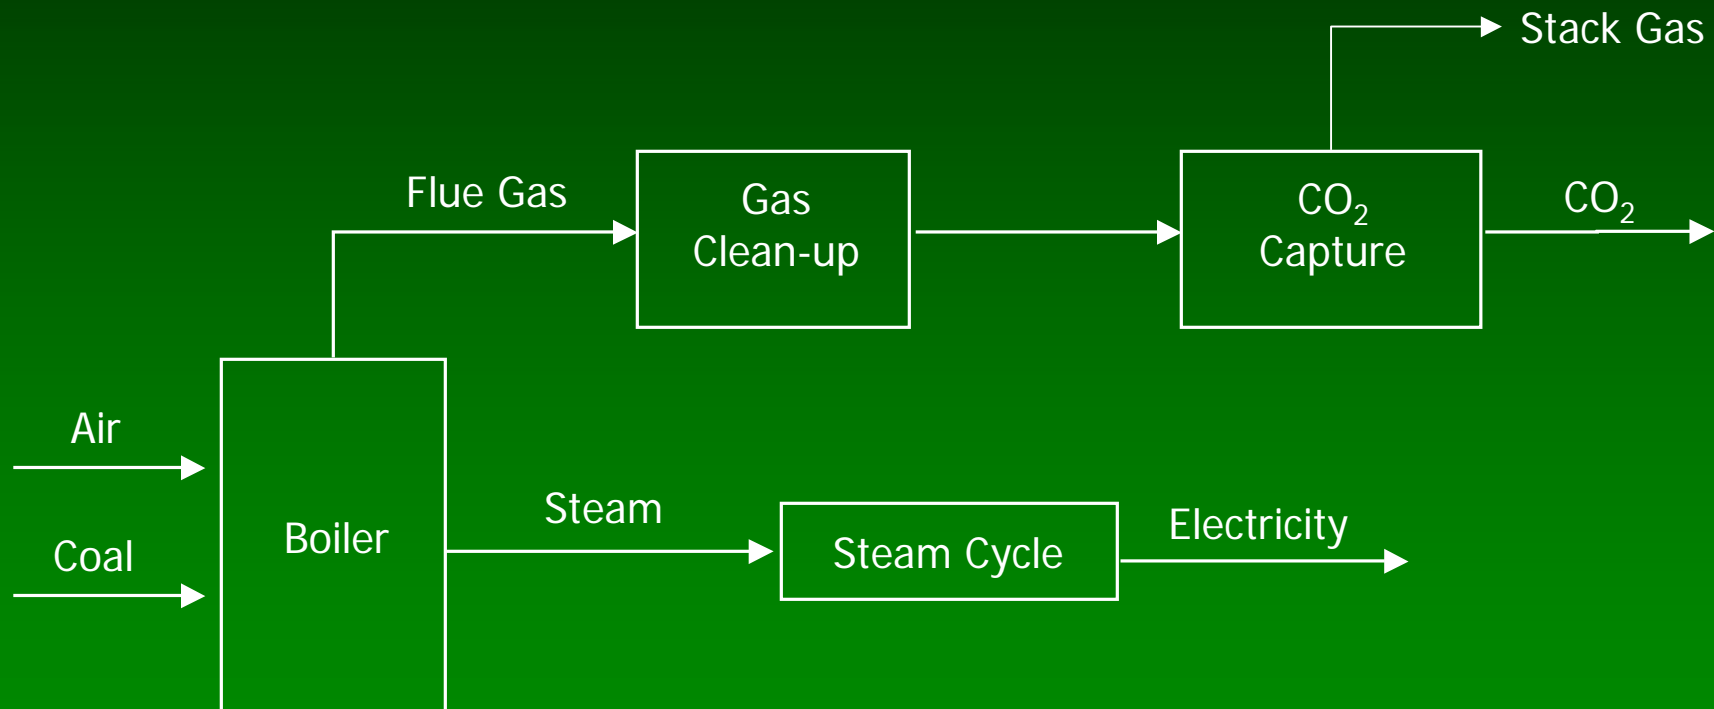 Stack Gas
Flue Gas
Gas
Clean-up
CO₂
Capture
CO₂
Air
Coal
Boiler
Steam
Steam Cycle
Electricity